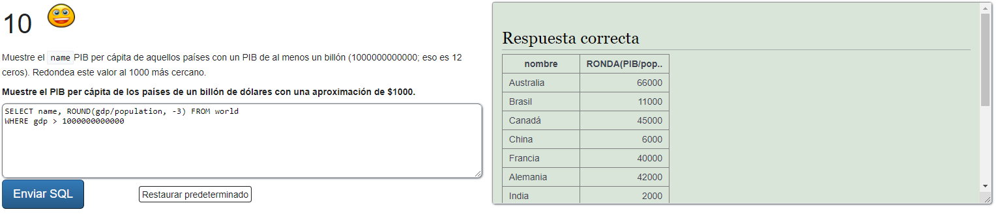 10
Muestre el name PIB per cápita de aquellos países con un PIB de al menos un billón (1000000000000; eso es 12
ceros). Redondea este valor al 1000 más cercano.
Muestre el PIB per cápita de los países de un billón de dólares con una aproximación de $1000.
SELECT name, ROUND(gdp/population, -3) FROM world
WHERE gdp > 1000000000000
Enviar SQL
Restaurar predeterminado
Respuesta correcta
nombre RONDA(PIB/pop..
Australia 66000
Brasil 11000
Canadá 45000
China 6000
Francia 40000
Alemania 42000
India 2000